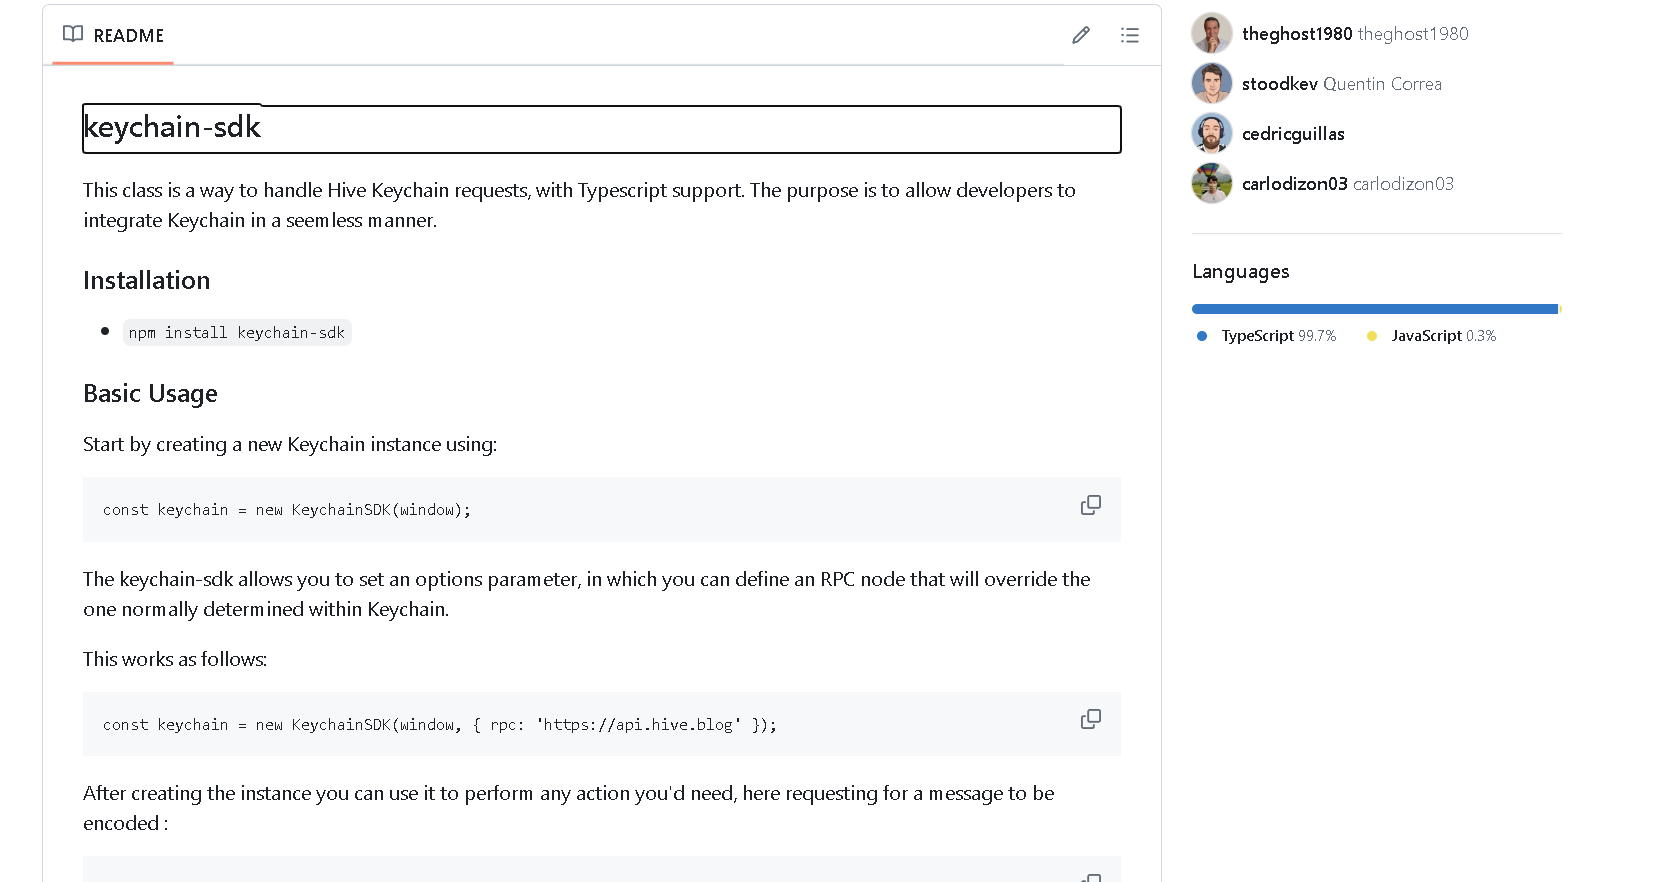 README
keychain-sdk
This class is a way to handle Hive Keychain requests, with Typescript support. The purpose is to allow developers to
integrate Keychain in a seemless manner.
Installation
npm install keychain-sdk
Basic Usage
Start by creating a new Keychain instance using:
const keychain = new KeychainSDK(window);
The keychain-sdk allows you to set an options parameter, in which you can define an RPC node that will override the
one normally determined within Keychain.
This works as follows:
const keychain = new KeychainSDK(window, { rpc: 'https://api.hive.blog' });
After creating the instance you can use it to perform any action you'd need, here requesting for a message to be
encoded :
theghost1980 theghost1980
stoodkev Quentin Correa
cedricguillas
carlodizon03 carlodizon03
Languages
TypeScript 99.7% JavaScript 0.3%